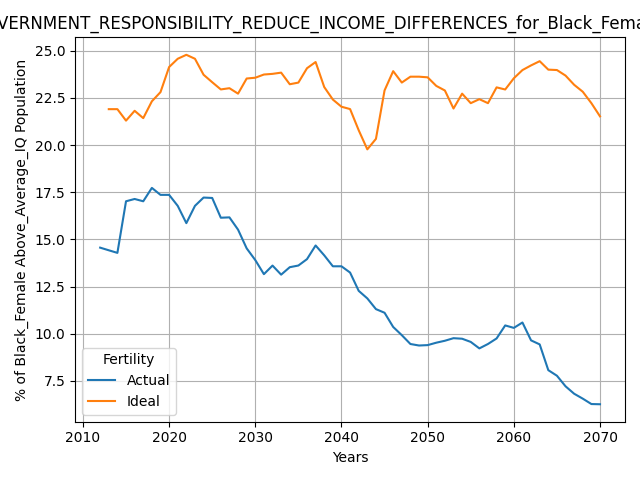 VERNMENT_RESPONSIBILITY_REDUCE_INCOME_DIFFERENCES_for_Black_Fema
25.0
22.5
20.0
17.5
15.0
12.5
10.0
7.5
% of Black_Female Above_Average_IQ Population
Fertility
Actual
Ideal
2010 2020 2030 2040 2050 2060 2070
Years